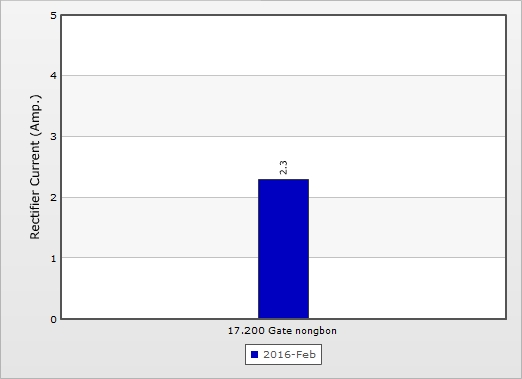 5
4
3
2
1
0
Rectifier Current (Amp.)
2.3
17.200 Gate nongbon
2016-Feb